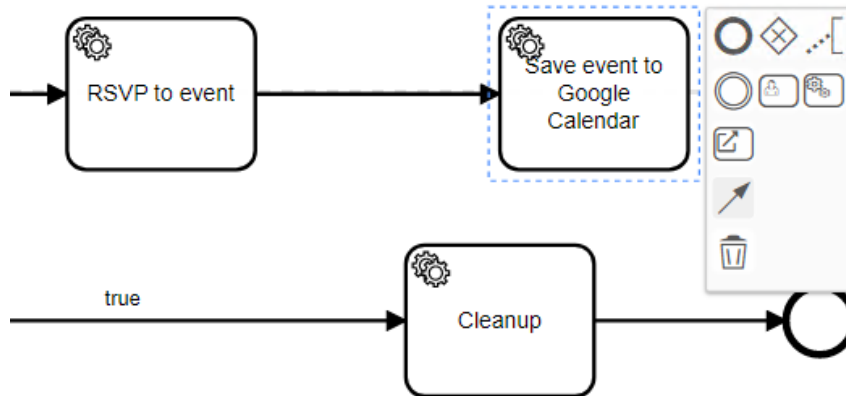 RSVP to event
Save event to
Google
Calendar
true
Cleanup